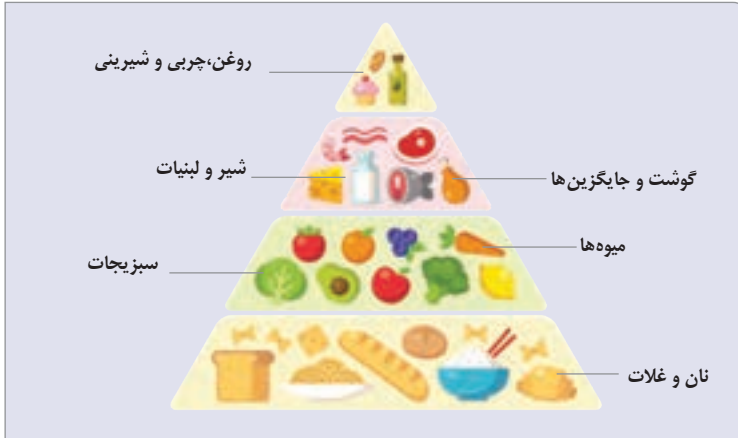 روغن،چربی و شیرینی
شیر و لبنیات
گوشت و جایگزین‌ها
میوه‌ها
سبزیجات
نان و غلات